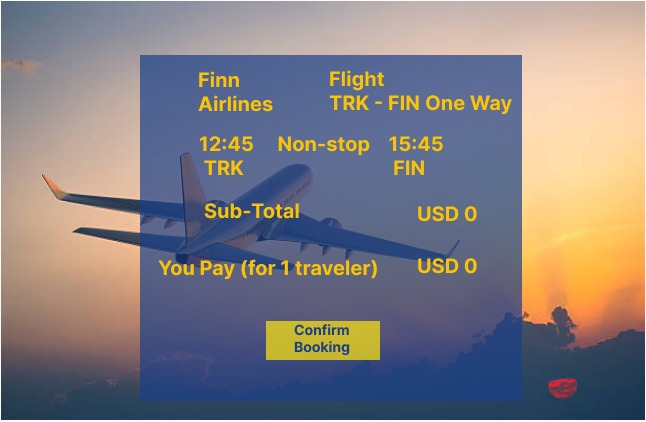 Finn
Airlines
Flight
TRK - FIN One Way
12:45 Non-stop 15:45
TRK FIN
Sub-Total USD 0
You Pay (for 1 traveler) USD 0
Confirm
Booking